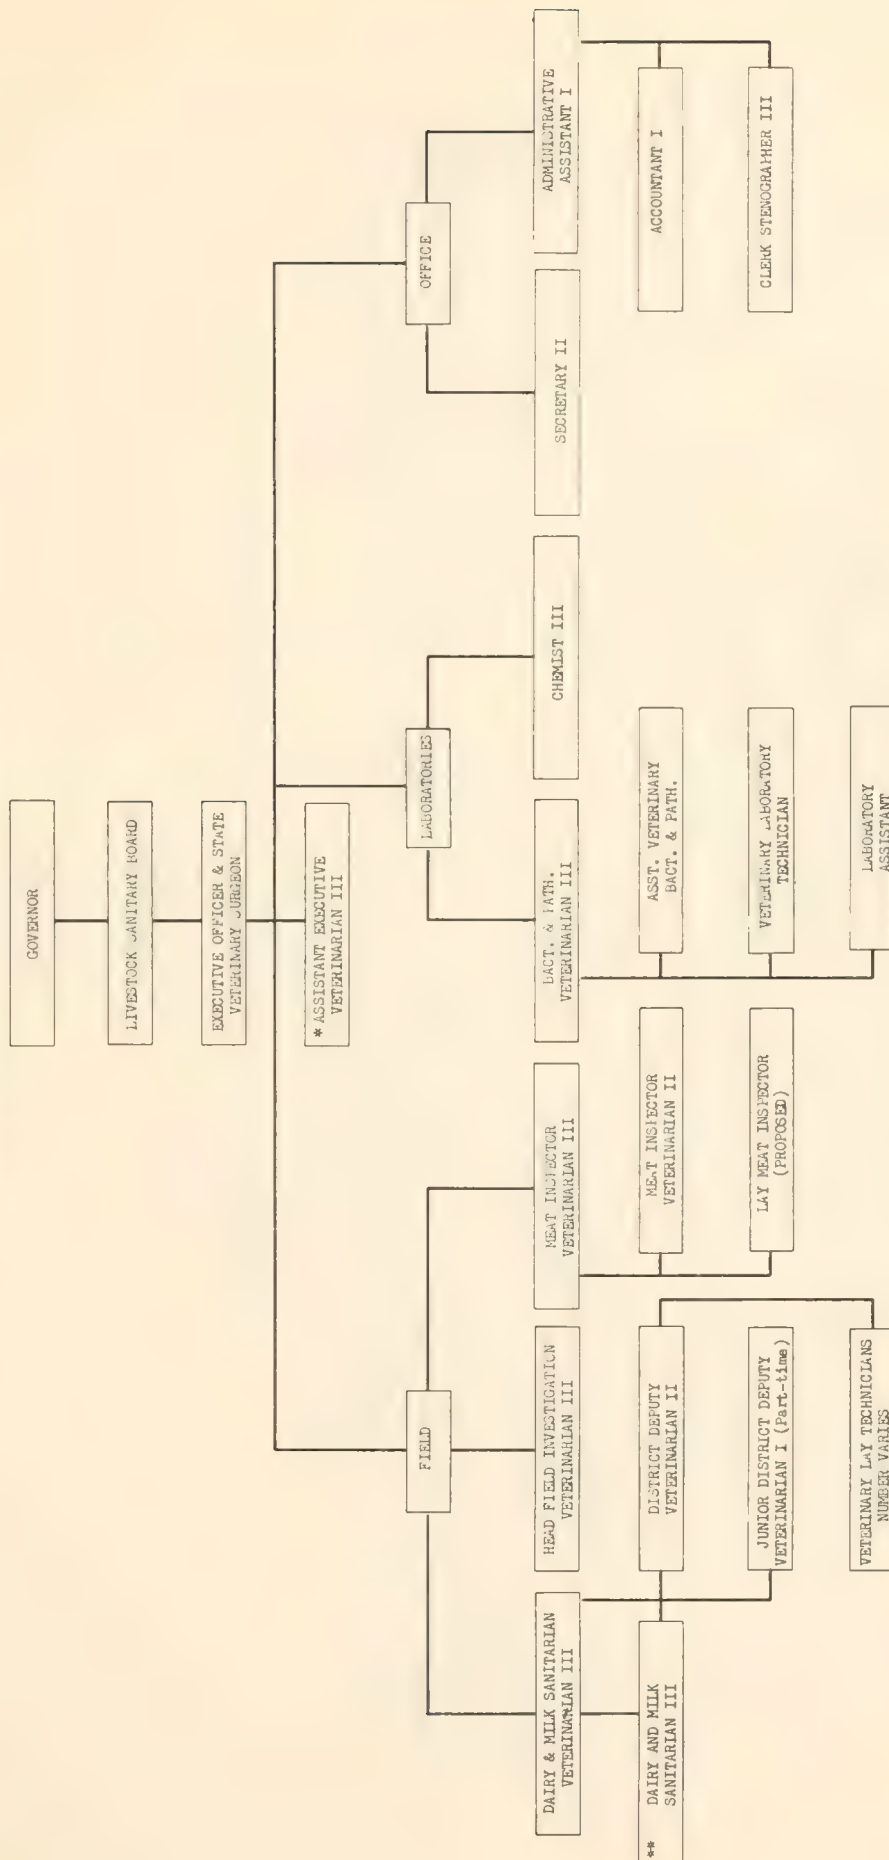 GOVERNOR
LIVESTOCK SANITARY BOARD
EXECUTIVE OFFICER & STATE
VETERINARY SURGEON
* ASSISTANT EXECUTIVE
VETERINARIAN III
FIELD
LABORATORIES
OFFICE
DAIRY & MILK SANITARIAN
VETERINARIAN III
HEAD FIELD INVESTIGATION
VETERINARIAN III
MEAT INSPECTOR
VETERINARIAN III
BACT. & PATH.
VETERINARIAN III
CHEMIST III
SECRETARY II
ADMINISTRATIVE
ASSISTANT I
** DAIRY AND MILK
SANITARIAN III
DISTRICT DEPUTY
VETERINARIAN II
MEAT INSPECTOR
VETERINARIAN II
ASST. VETERINARY
BACT. & PATH.
ACCOUNTANT I
JUNIOR DISTRICT DEPUTY
VETERINARIAN I (Part-time)
LAY MEAT INSPECTOR
(PROPOSED)
VETERINARY LABORATORY
TECHNICIAN
CLERK STENOGRAPHER III
VETERINARY LAY TECHNICIANS
NUMBER VARIES
LABORATORY
ASSISTANT